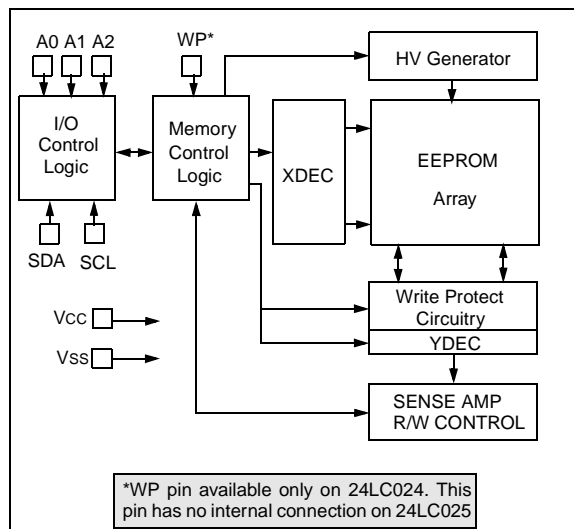 A0 A1 A2
WP*
HV Generator
I/O
Control
Logic
Memory
Control
Logic
XDEC
EEPROM
Array
SDA
SCL
Write Protect
Circuitry
YDEC
VCC
VSS
SENSE AMP
R/W CONTROL
*WP pin available only on 24LC024. This
pin has no internal connection on 24LC025